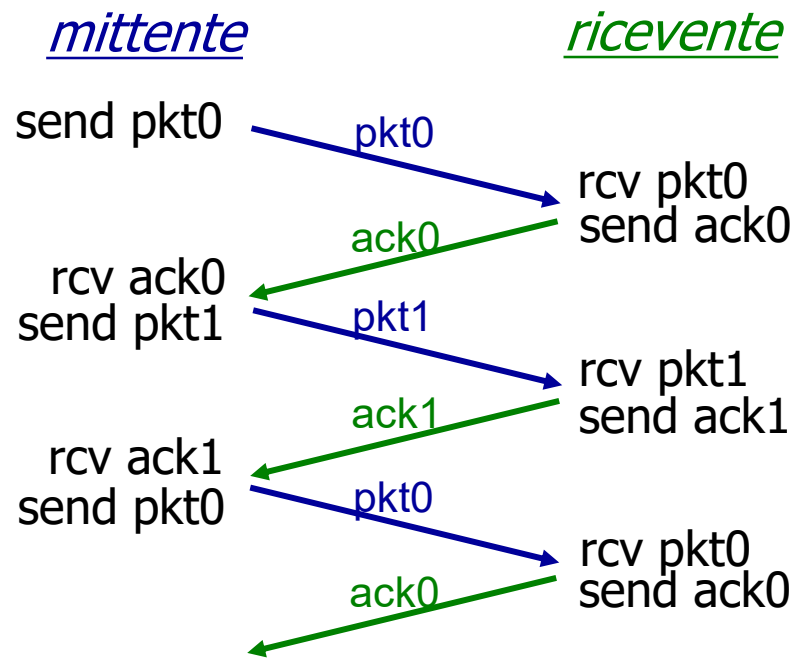 mittente
ricevente
send pkt0
pkt0
rcv pkt0
send ack0
ack0
rcv ack0
send pkt1
pkt1
rcv pkt1
send ack1
ack1
rcv ack1
send pkt0
pkt0
rcv pkt0
send ack0
ack0